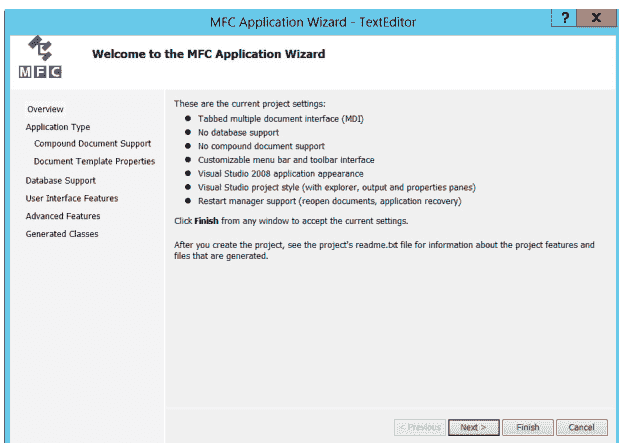 MFC Application Wizard - TextEditor
? X
MFC
Welcome to the MFC Application Wizard
Overview
Application Type
Compound Document Support
Document Template Properties
Database Support
User Interface Features
Advanced Features
Generated Classes
These are the current project settings:
● Tabbed multiple document interface (MDI)
● No database support
● No compound document support
● Customizable menu bar and toolbar interface
● Visual Studio 2008 application appearance
● Visual Studio project style (with explorer, output and properties panes)
● Restart manager support (reopen documents, application recovery)
Click Finish from any window to accept the current settings.
After you create the project, see the project's readme.txt file for information about the project features and
files that are generated.
< Previous Next > Finish Cancel